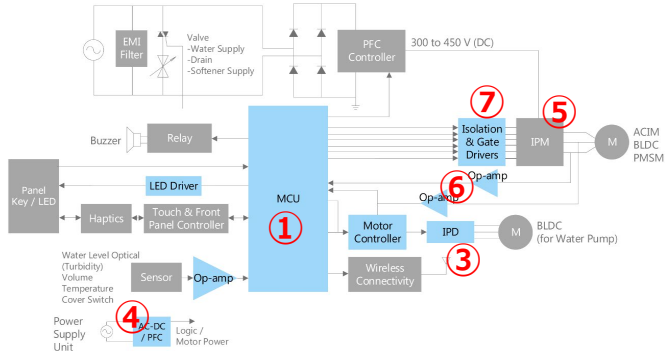 EMI
Filter
Valve
-Water Supply
-Drain
-Softener Supply
PFC
Controller
300 to 450 V (DC)
7
5
Isolation
& Gate
Drivers
IPM
M
ACIM
BLDC
PMSM
Buzzer
Relay
Op-amp
6
Op-amp
Panel
Key / LED
LED Driver
MCU
1
Haptics
Touch & Front
Panel Controller
Motor
Controller
IPD
M
BLDC
(for Water Pump)
3
Water Level Optical
(Turbidity)
Volume
Temperature
Cover Switch
Sensor
Op-amp
Wireless
Connectivity
4
Power
Supply
Unit
AC-DC
/ PFC
Logic /
Motor Power